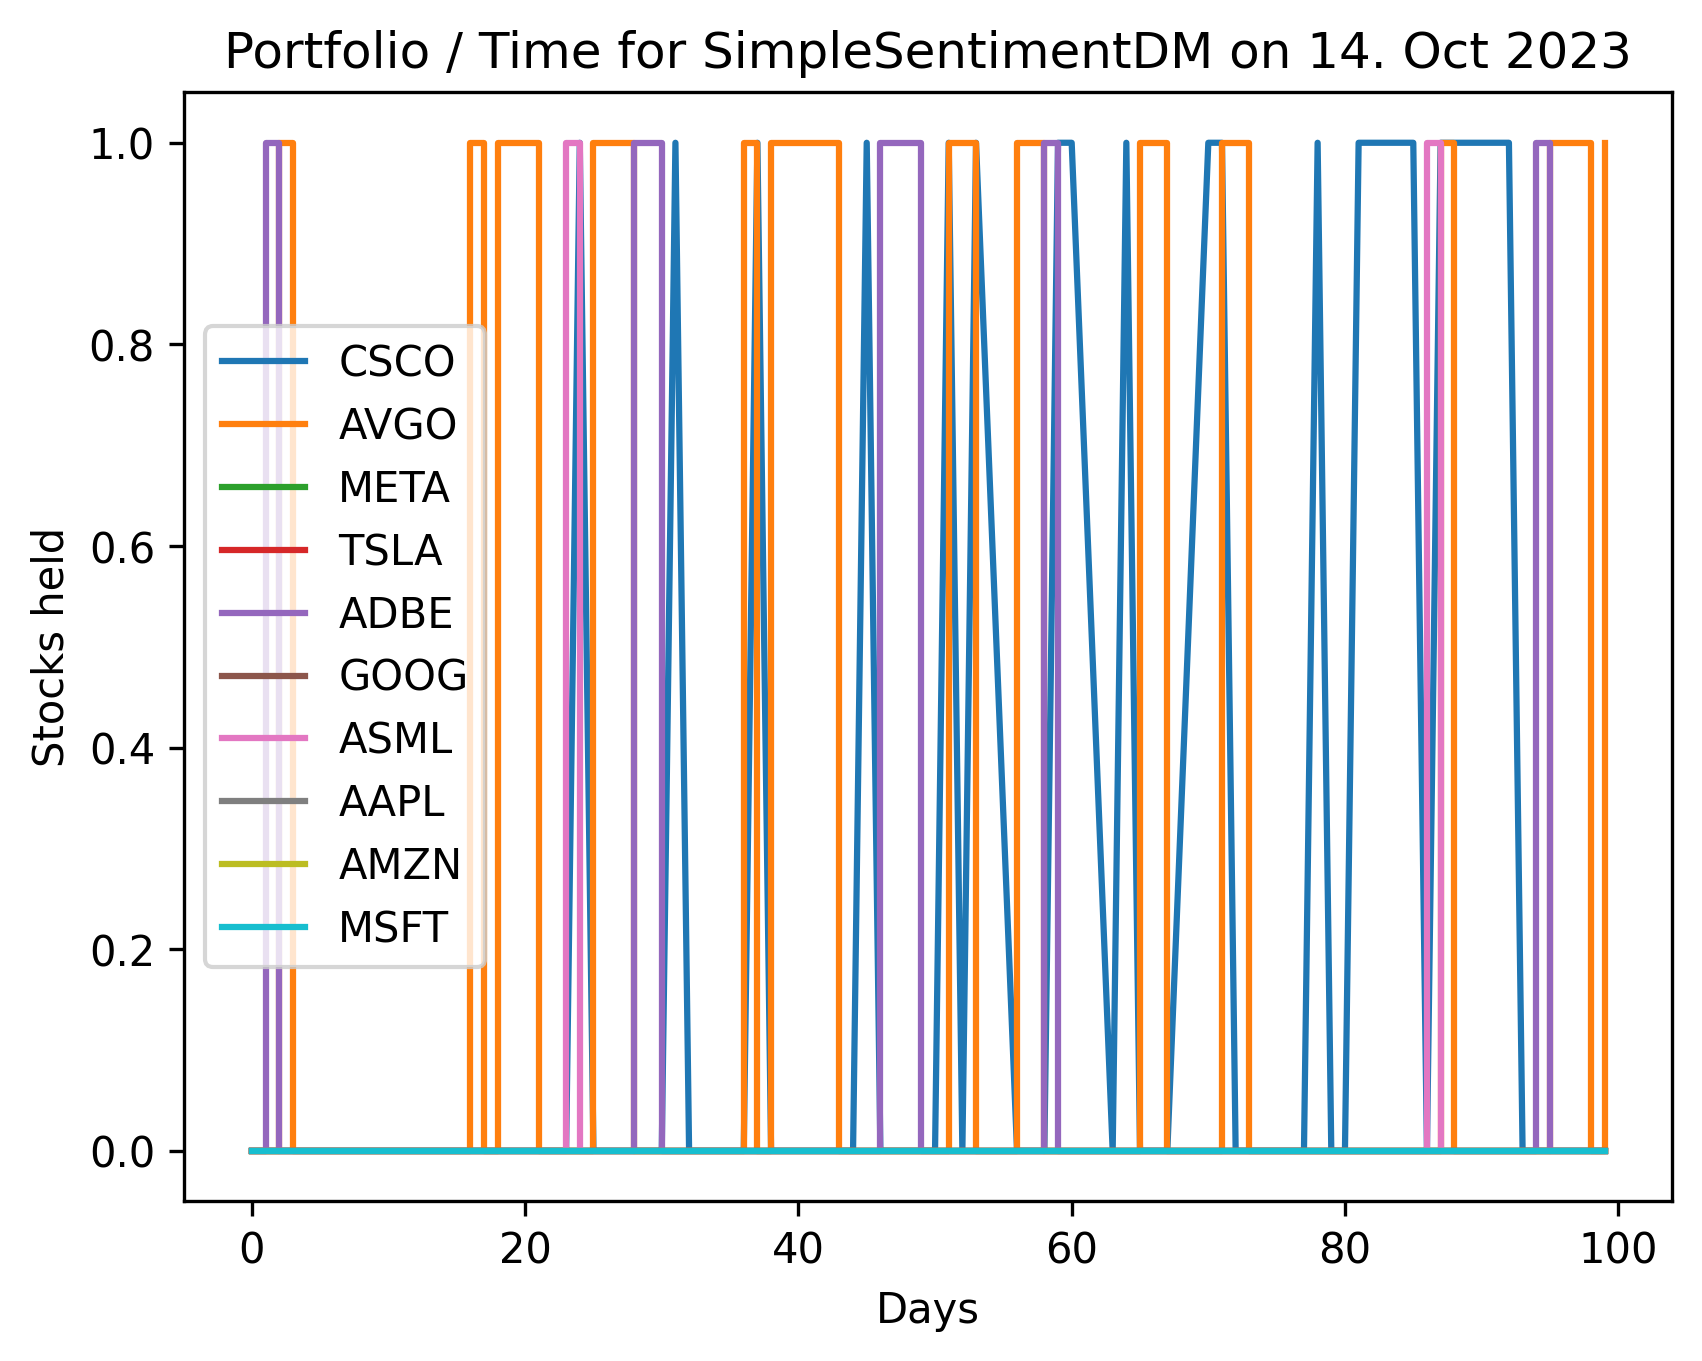 Portfolio / Time for SimpleSentimentDM on 14. Oct 2023
1.0
0.8
0.6
0.4
0.2
0.0
Stocks held
CSCO
AVGO
META
TSLA
ADBE
GOOG
ASML
AAPL
AMZN
MSFT
0 20 40 60 80 100
Days